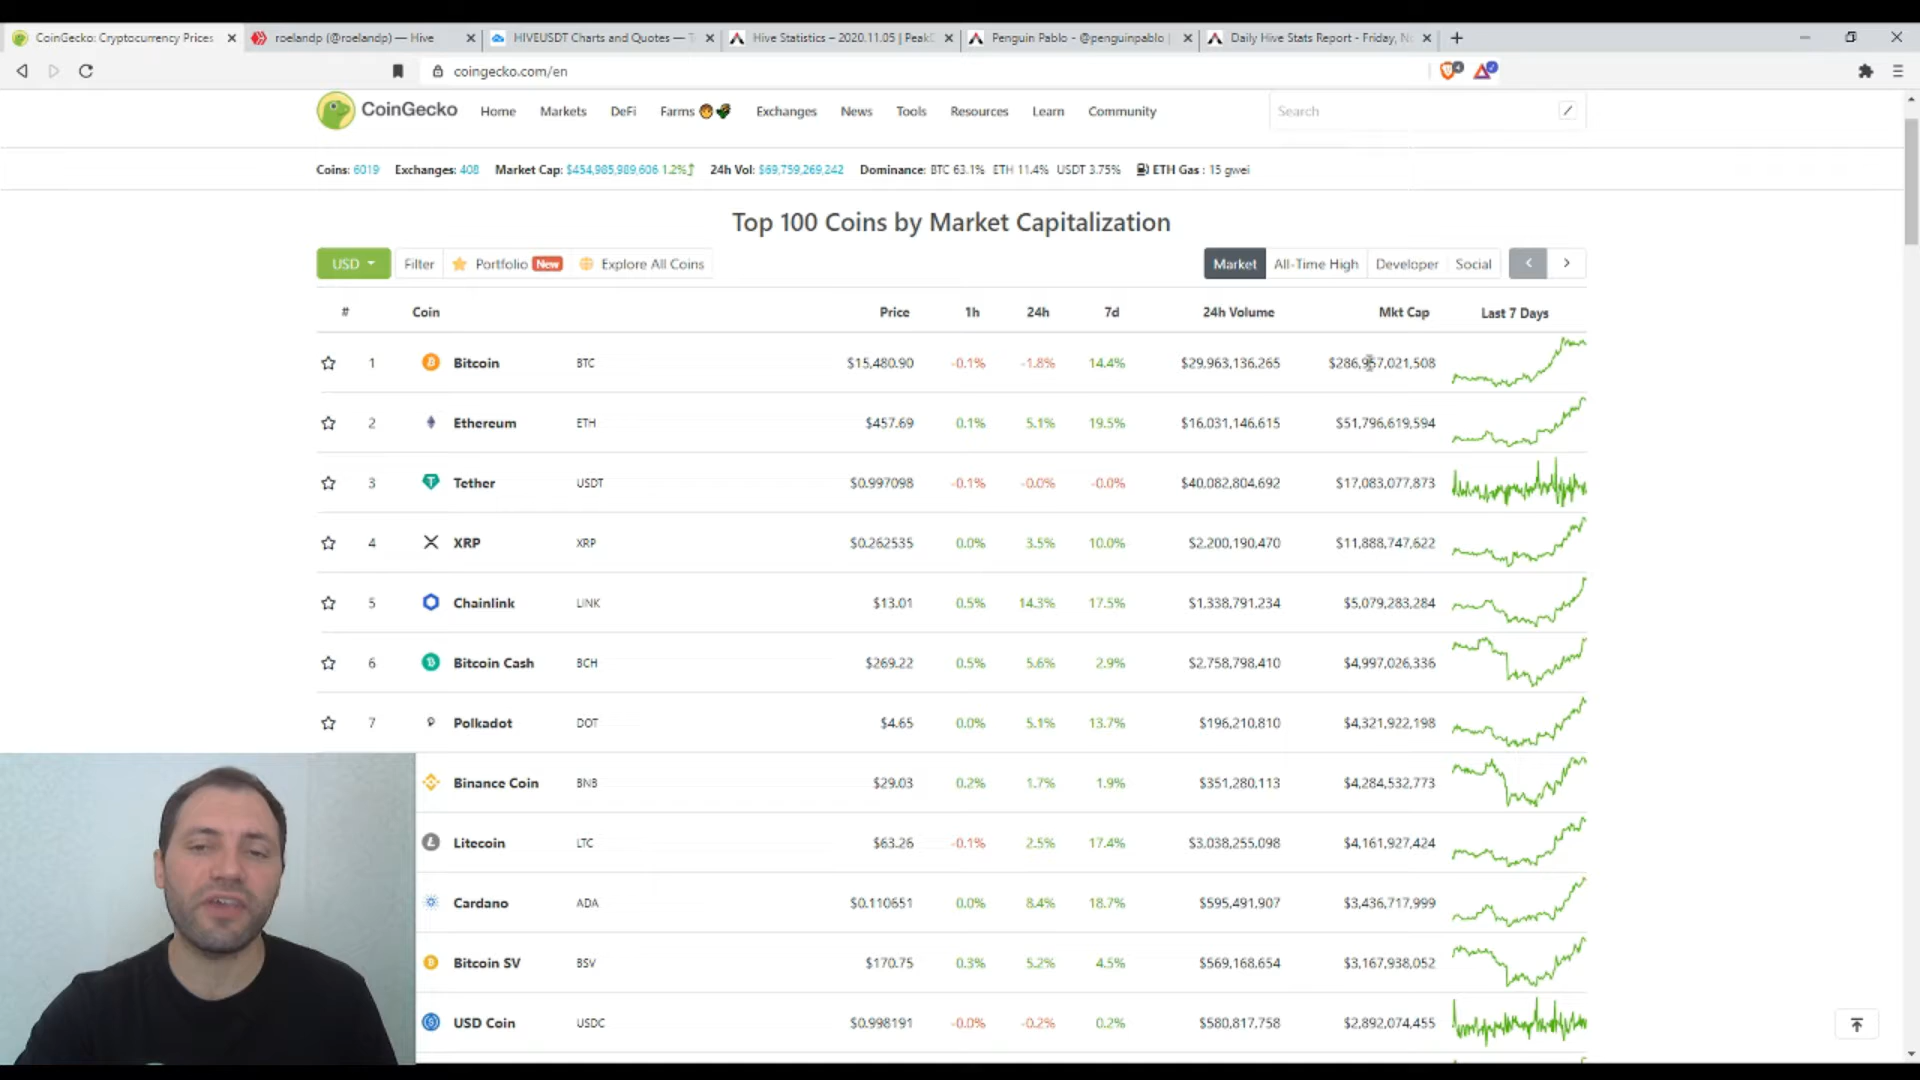 CoinGecko: Cryptocurrency Prices
roelandp (@roelandp) — Hive
HIVEUSDT Charts and Quotes — T
Hive Statistics – 2020.11.05 | PeakD
Penguin Pablo - @penguinpablo |
Daily Hive Stats Report - Friday, N
coingecko.com/en
CoinGecko Home Markets DeFi Farms Exchanges News Tools Resources Learn Community Search /
Coins: 6019 Exchanges: 408 Market Cap: $454,985,989,606 1.2% 24h Vol: $69,759,269,242 Dominance: BTC 63.1% ETH 11.4% USDT 3.75% ETH Gas : 15 gwei
Top 100 Coins by Market Capitalization
USD Filter Portfolio New Explore All Coins Market All-Time High Developer Social
# Coin Price 1h 24h 7d 24h Volume Mkt Cap Last 7 Days
1 Bitcoin BTC $15,480.90 -0.1% -1.8% 14.4% $29,963,136,265 $286,957,021,508
2 Ethereum ETH $457.69 0.1% 5.1% 19.5% $16,031,146,615 $51,796,619,594
3 Tether USDT $0.997098 -0.1% -0.0% -0.0% $40,082,804,692 $17,083,077,873
4 XRP XRP $0.262535 0.0% 3.5% 10.0% $2,200,190,470 $11,888,747,622
5 Chainlink LINK $13.01 0.5% 14.3% 17.5% $1,338,791,234 $5,079,283,284
6 Bitcoin Cash BCH $269.22 0.5% 5.6% 2.9% $2,758,798,410 $4,997,026,336
7 Polkadot DOT $4.65 0.0% 5.1% 13.7% $196,210,810 $4,321,922,198
Binance Coin BNB $29.03 0.2% 1.7% 1.9% $351,280,113 $4,284,532,773
Litecoin LTC $63.26 -0.1% 2.5% 17.4% $3,038,255,098 $4,161,927,424
Cardano ADA $0.110651 0.0% 8.4% 18.7% $595,491,907 $3,436,717,999
Bitcoin SV BSV $170.75 0.3% 5.2% 4.5% $569,168,654 $3,167,938,052
USD Coin USDC $0.998191 -0.0% -0.2% 0.2% $580,817,758 $2,892,074,455